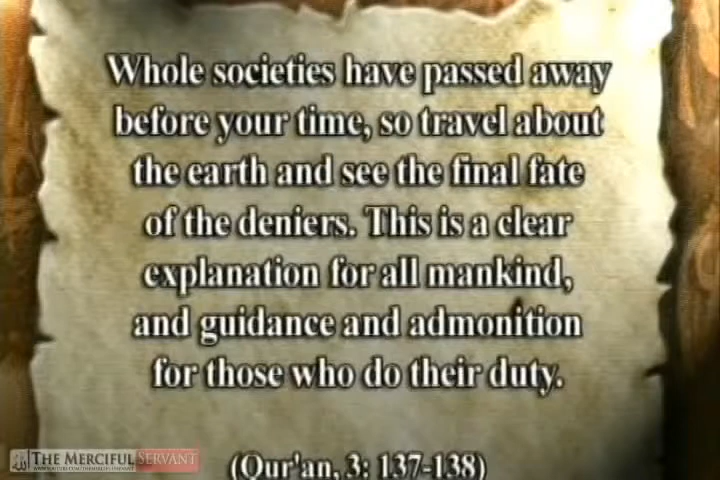 Whole societies have passed away
before your time, so travel about
the earth and see the final fate
of the deniers. This is a clear
explanation for all mankind,
and guidance and admonition
for those who do their duty.
THE MERCIFUL SERVANT
(Qur'an, 3: 137-138)